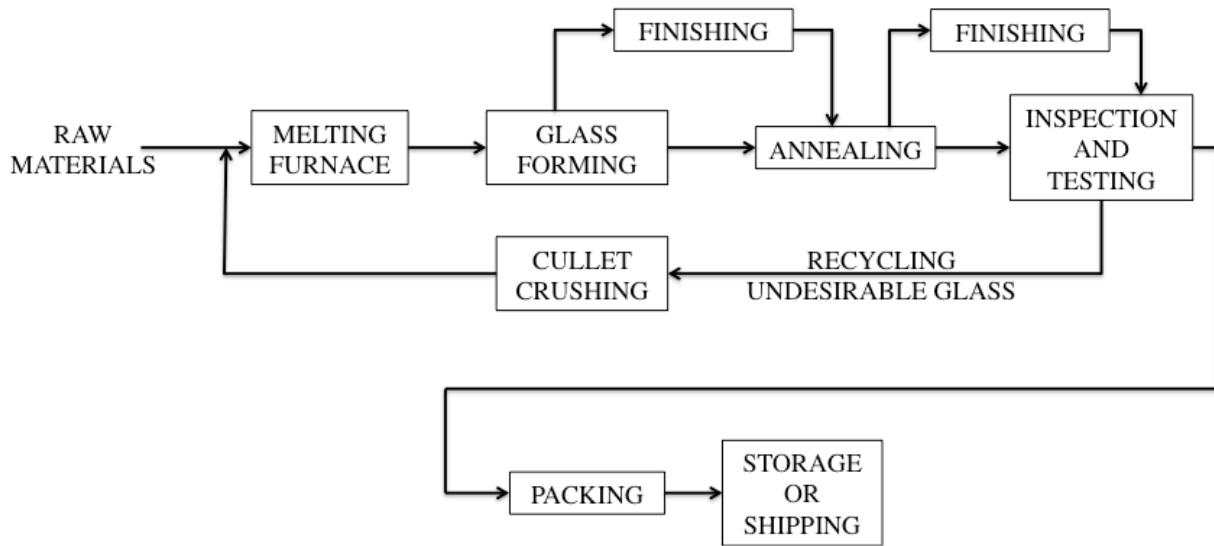 FINISHING
FINISHING
RAW
MATERIALS
MELTING
FURNACE
GLASS
FORMING
ANNEALING
INSPECTION
AND
TESTING
CULLET
CRUSHING
RECYCLING
UNDESIRABLE GLASS
PACKING
STORAGE
OR
SHIPPING